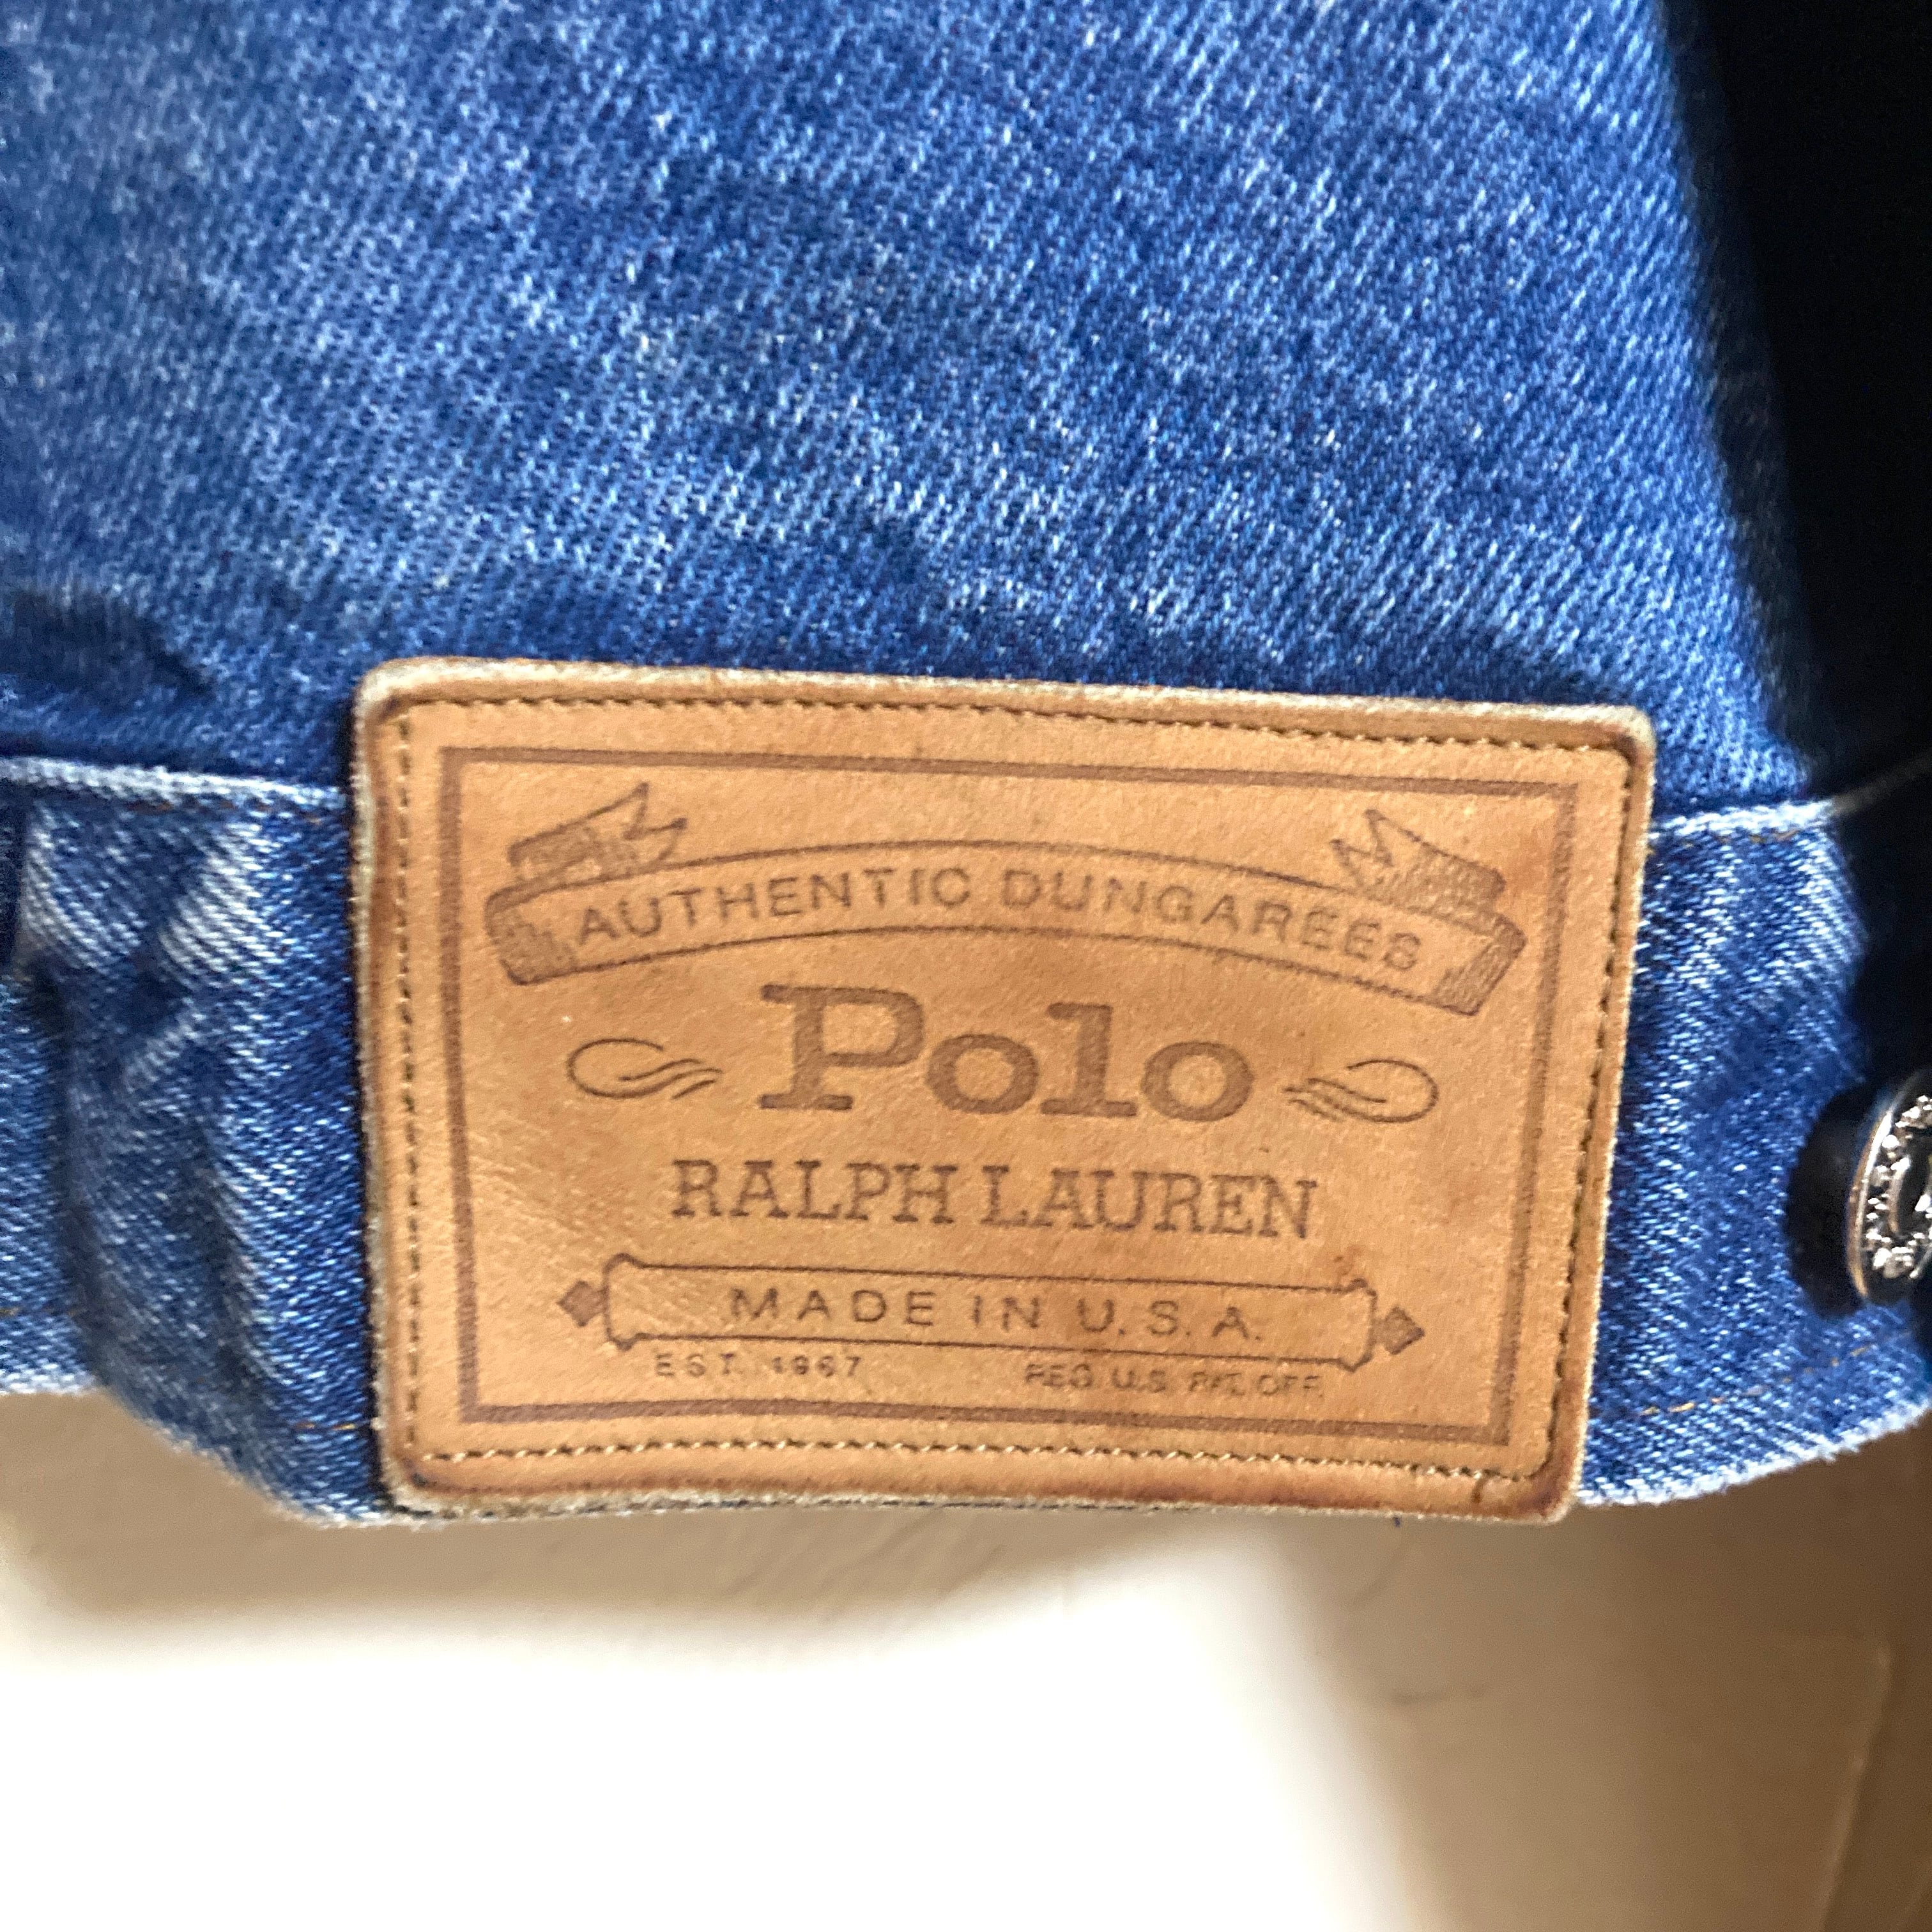 AUTHENTIC DUNGAREES
Polo
RALPH LAUREN
MADE IN U.S.A.
EST. 1967 REG. U.S. PAT. OFF.